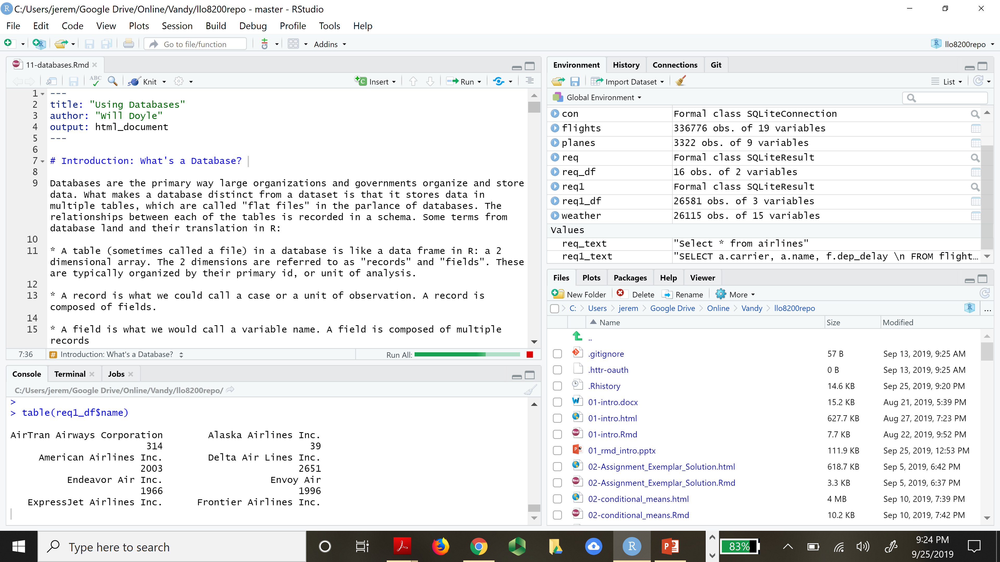 C:/Users/jerem/Google Drive/Online/Vandy/llo8200repo - master - RStudio
File Edit Code View Plots Session Build Debug Profile Tools Help
Go to file/function Addins llo8200repo
11-databases.Rmd
ABC Knit Insert Run
1 ---
2 title: "Using Databases"
3 author: "Will Doyle"
4 output: html_document
5 ---
6
7 # Introduction: What's a Database?
8
9 Databases are the primary way large organizations and governments organize and store
data. What makes a database distinct from a dataset is that it stores data in
multiple tables, which are called "flat files" in the parlance of databases. The
relationships between each of the tables is recorded in a schema. Some terms from
database land and their translation in R:
10
11 * A table (sometimes called a file) in a database is like a data frame in R: a 2
dimensional array. The 2 dimensions are referred to as "records" and "fields". These
are typically organized by their primary id, or unit of analysis.
12
13 * A record is what we could call a case or a unit of observation. A record is
composed of fields.
14
15 * A field is what we would call a variable name. A field is composed of multiple
records
7:36 # Introduction: What's a Database? Run All:
Console Terminal Jobs
C:/Users/jerem/Google Drive/Online/Vandy/llo8200repo/
>
> table(req1_df$name)
AirTran Airways Corporation Alaska Airlines Inc.
314 39
American Airlines Inc. Delta Air Lines Inc.
2003 2651
Endeavor Air Inc. Envoy Air
1966 1996
ExpressJet Airlines Inc. Frontier Airlines Inc.
Environment History Connections Git
Import Dataset List
Global Environment
con Formal class SQLiteConnection
flights 336776 obs. of 19 variables
planes 3322 obs. of 9 variables
req Formal class SQLiteResult
req_df 16 obs. of 2 variables
req1 Formal class SQLiteResult
req1_df 26581 obs. of 3 variables
weather 26115 obs. of 15 variables
Values
req_text "Select * from airlines"
req1_text "SELECT a.carrier, a.name, f.dep_delay \n FROM flight...
Files Plots Packages Help Viewer
New Folder Delete Rename More
C: Users jerem Google Drive Online Vandy llo8200repo ...
Name Size Modified
..
.gitignore 57 B Sep 13, 2019, 9:25 AM
.httr-oauth 0 B Sep 13, 2019, 9:25 AM
.Rhistory 14.6 KB Sep 25, 2019, 9:20 PM
01-intro.docx 15.2 KB Aug 21, 2019, 5:39 PM
01-intro.html 627.7 KB Aug 27, 2019, 7:23 PM
01-intro.Rmd 7.7 KB Aug 22, 2019, 9:52 PM
01_rmd_intro.pptx 111.9 KB Sep 25, 2019, 12:53 PM
02-Assignment_Exemplar_Solution.html 618.7 KB Sep 5, 2019, 6:42 PM
02-Assignment_Exemplar_Solution.Rmd 3.3 KB Sep 5, 2019, 6:37 PM
02-conditional_means.html 4 MB Sep 10, 2019, 7:39 PM
02-conditional_means.Rmd 10.2 KB Sep 10, 2019, 7:42 PM
Type here to search
83%
9:24 PM
9/25/2019